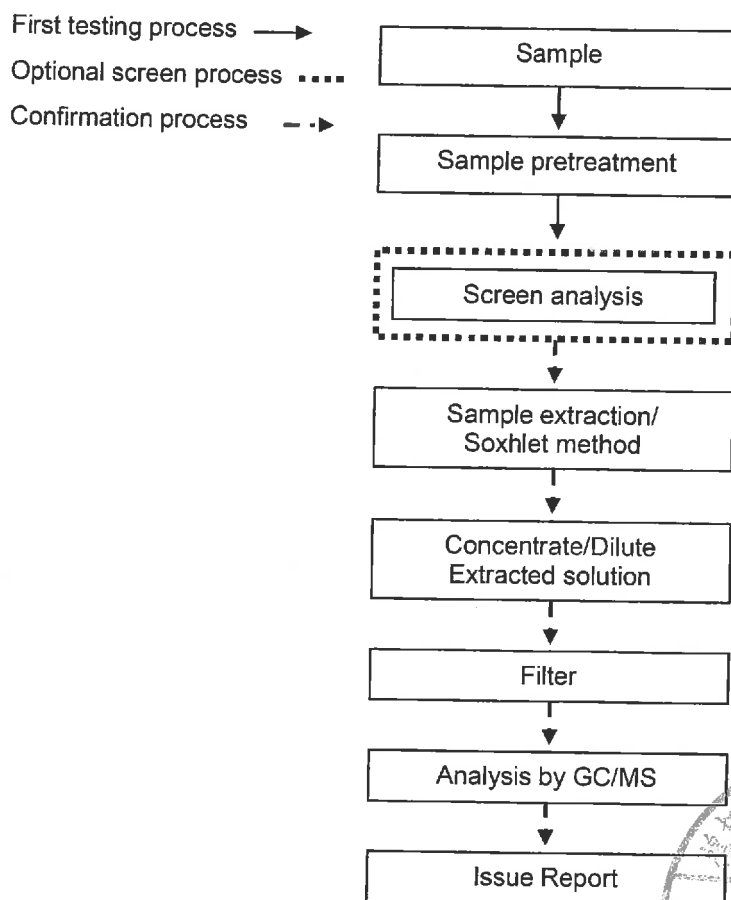 First testing process
Optional screen process
Confirmation process
Sample
Sample pretreatment
Screen analysis
Sample extraction/
Soxhlet method
Concentrate/Dilute
Extracted solution
Filter
Analysis by GC/MS
Issue Report